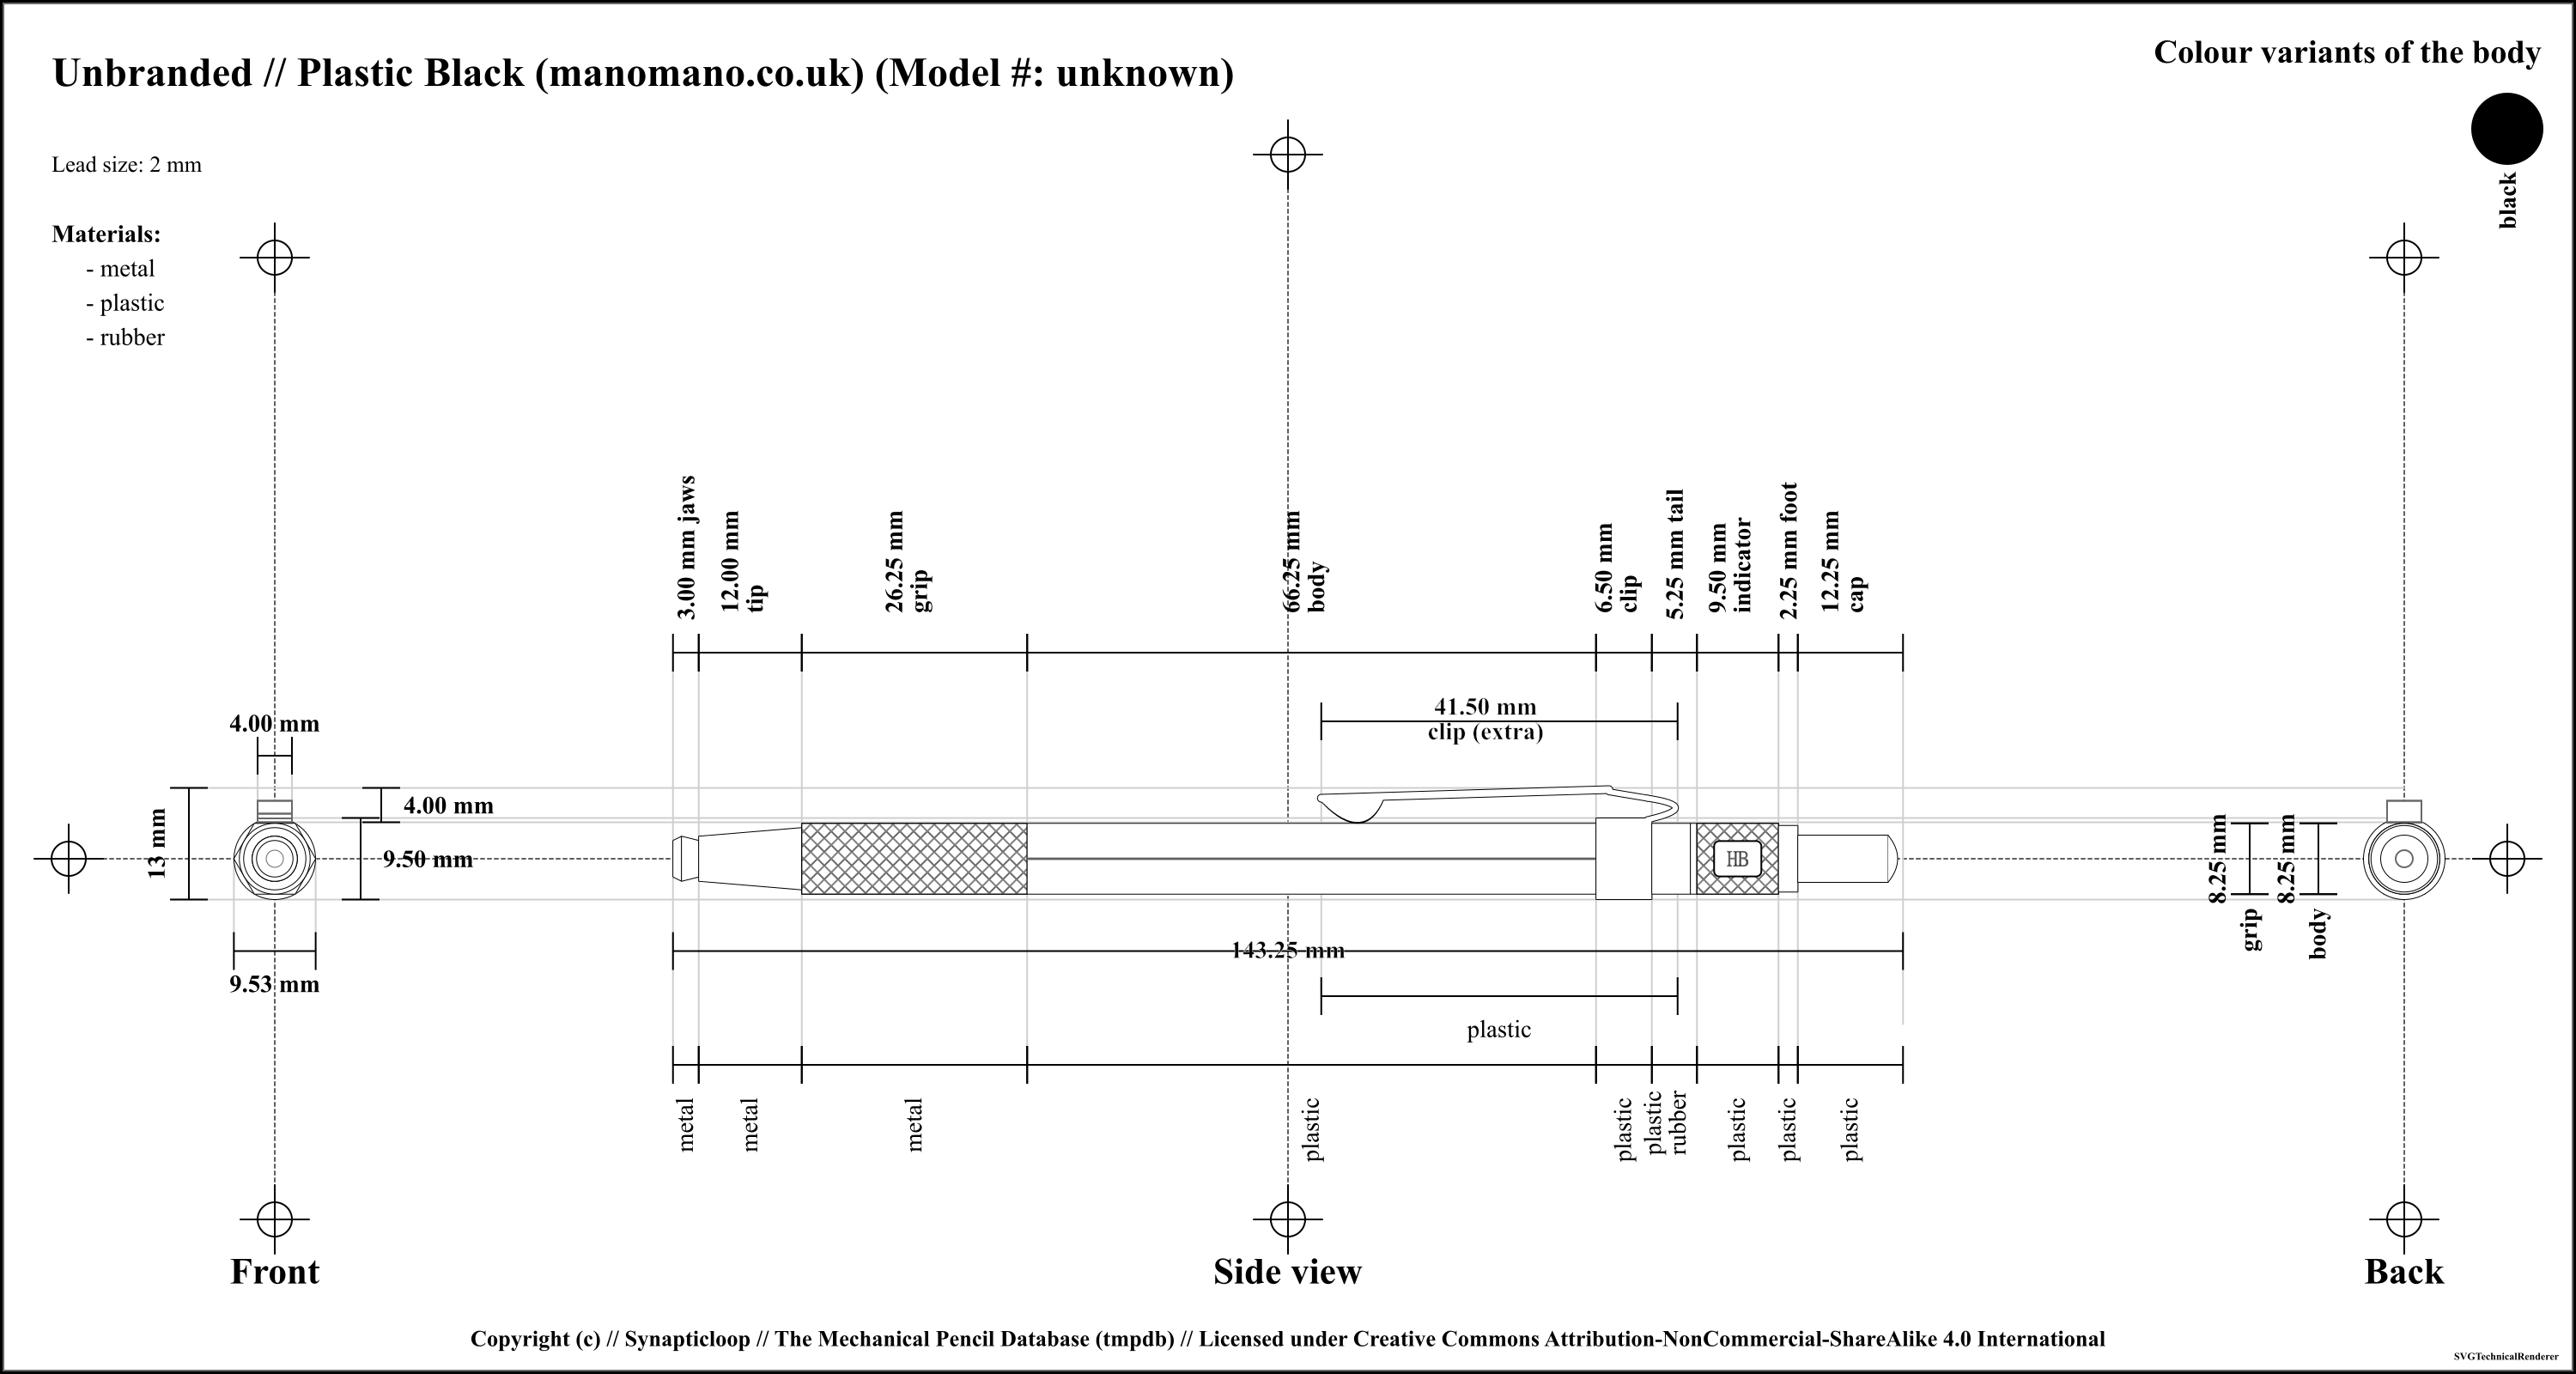 Unbranded // Plastic Black (manomano.co.uk) (Model #: unknown)
Colour variants of the body
black
Lead size: 2 mm
Materials:
- metal
- plastic
- rubber
3.00 mm jaws
12.00 mm
tip
26.25 mm
grip
66.25 mm
body
6.50 mm
clip
5.25 mm tail
9.50 mm
indicator
2.25 mm foot
12.25 mm
cap
41.50 mm
clip (extra)
4.00 mm
4.00 mm
13 mm
9.50 mm
9.53 mm
HB
8.25 mm
grip
8.25 mm
body
143.25 mm
plastic
metal
metal
metal
plastic
plastic
plastic
rubber
plastic
plastic
plastic
Front
Side view
Back
Copyright (c) // Synapticloop // The Mechanical Pencil Database (tmpdb) // Licensed under Creative Commons Attribution-NonCommercial-ShareAlike 4.0 International
SVGTechnicalRenderer